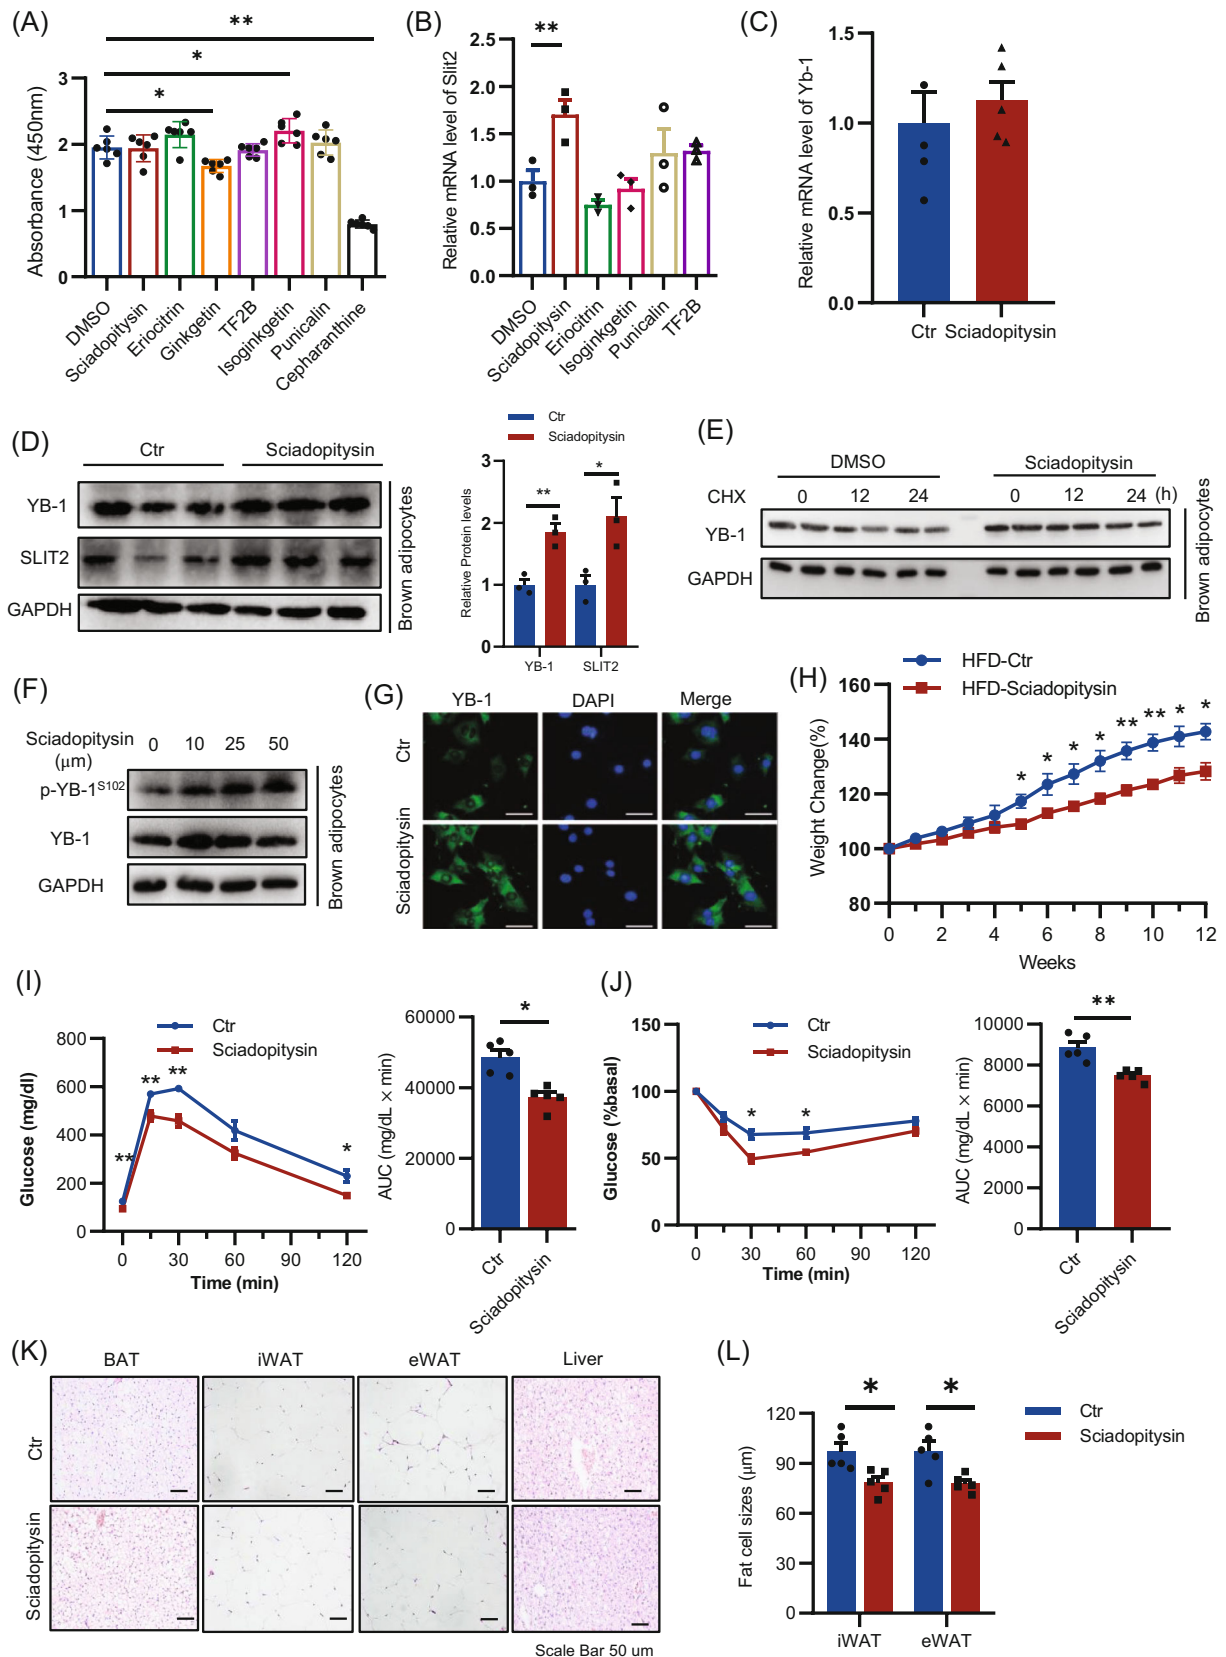 (A)
**
*
*
Absorbance (450nm)
3
2
1
0
DMSO
Sciadopitysin
Eriocitrin
Ginkgetin
TF2B
Isoginkgetin
Punicalin
Cepharanthine
(B)
**
Relative mRNA level of Slit2
2.5
2.0
1.5
1.0
0.5
0.0
DMSO
Sciadopitysin
Eriocitrin
Isoginkgetin
Punicalin
TF2B
(C)
Relative mRNA level of Yb-1
1.5
1.0
0.5
0.0
Ctr Sciadopitysin
(D)
Ctr Sciadopitysin
YB-1
SLIT2
GAPDH
Brown adipocytes
Ctr
Sciadopitysin
Relative Protein levels
3
2
1
0
**
*
YB-1 SLIT2
(E)
DMSO Sciadopitysin
CHX 0 12 24 0 12 24 (h)
YB-1
GAPDH
Brown adipocytes
(F)
Sciadopitysin 0 10 25 50
(μm)
p-YB-1S102
YB-1
GAPDH
Brown adipocytes
(G)
YB-1 DAPI Merge
Ctr
Sciadopitysin
(H)
HFD-Ctr
HFD-Sciadopitysin
Weight Change(%)
160
140
120
100
80
* * * * ** ** * *
0 2 4 6 8 10 12
Weeks
(I)
Ctr
Sciadopitysin
Glucose (mg/dl)
800
600
400
200
0
** ** ** *
0 30 60 90 120
Time (min)
AUC (mg/dL × min)
60000
40000
20000
0
*
Ctr
Sciadopitysin
(J)
Ctr
Sciadopitysin
Glucose (%basal)
150
100
50
0
* *
0 30 60 90 120
Time (min)
AUC (mg/dL × min)
10000
8000
6000
4000
2000
0
**
Ctr
Sciadopitysin
(K)
BAT iWAT eWAT Liver
Ctr
Sciadopitysin
Scale Bar 50 um
(L)
Fat cell sizes (μm)
120
90
60
30
0
* *
iWAT eWAT
Ctr
Sciadopitysin